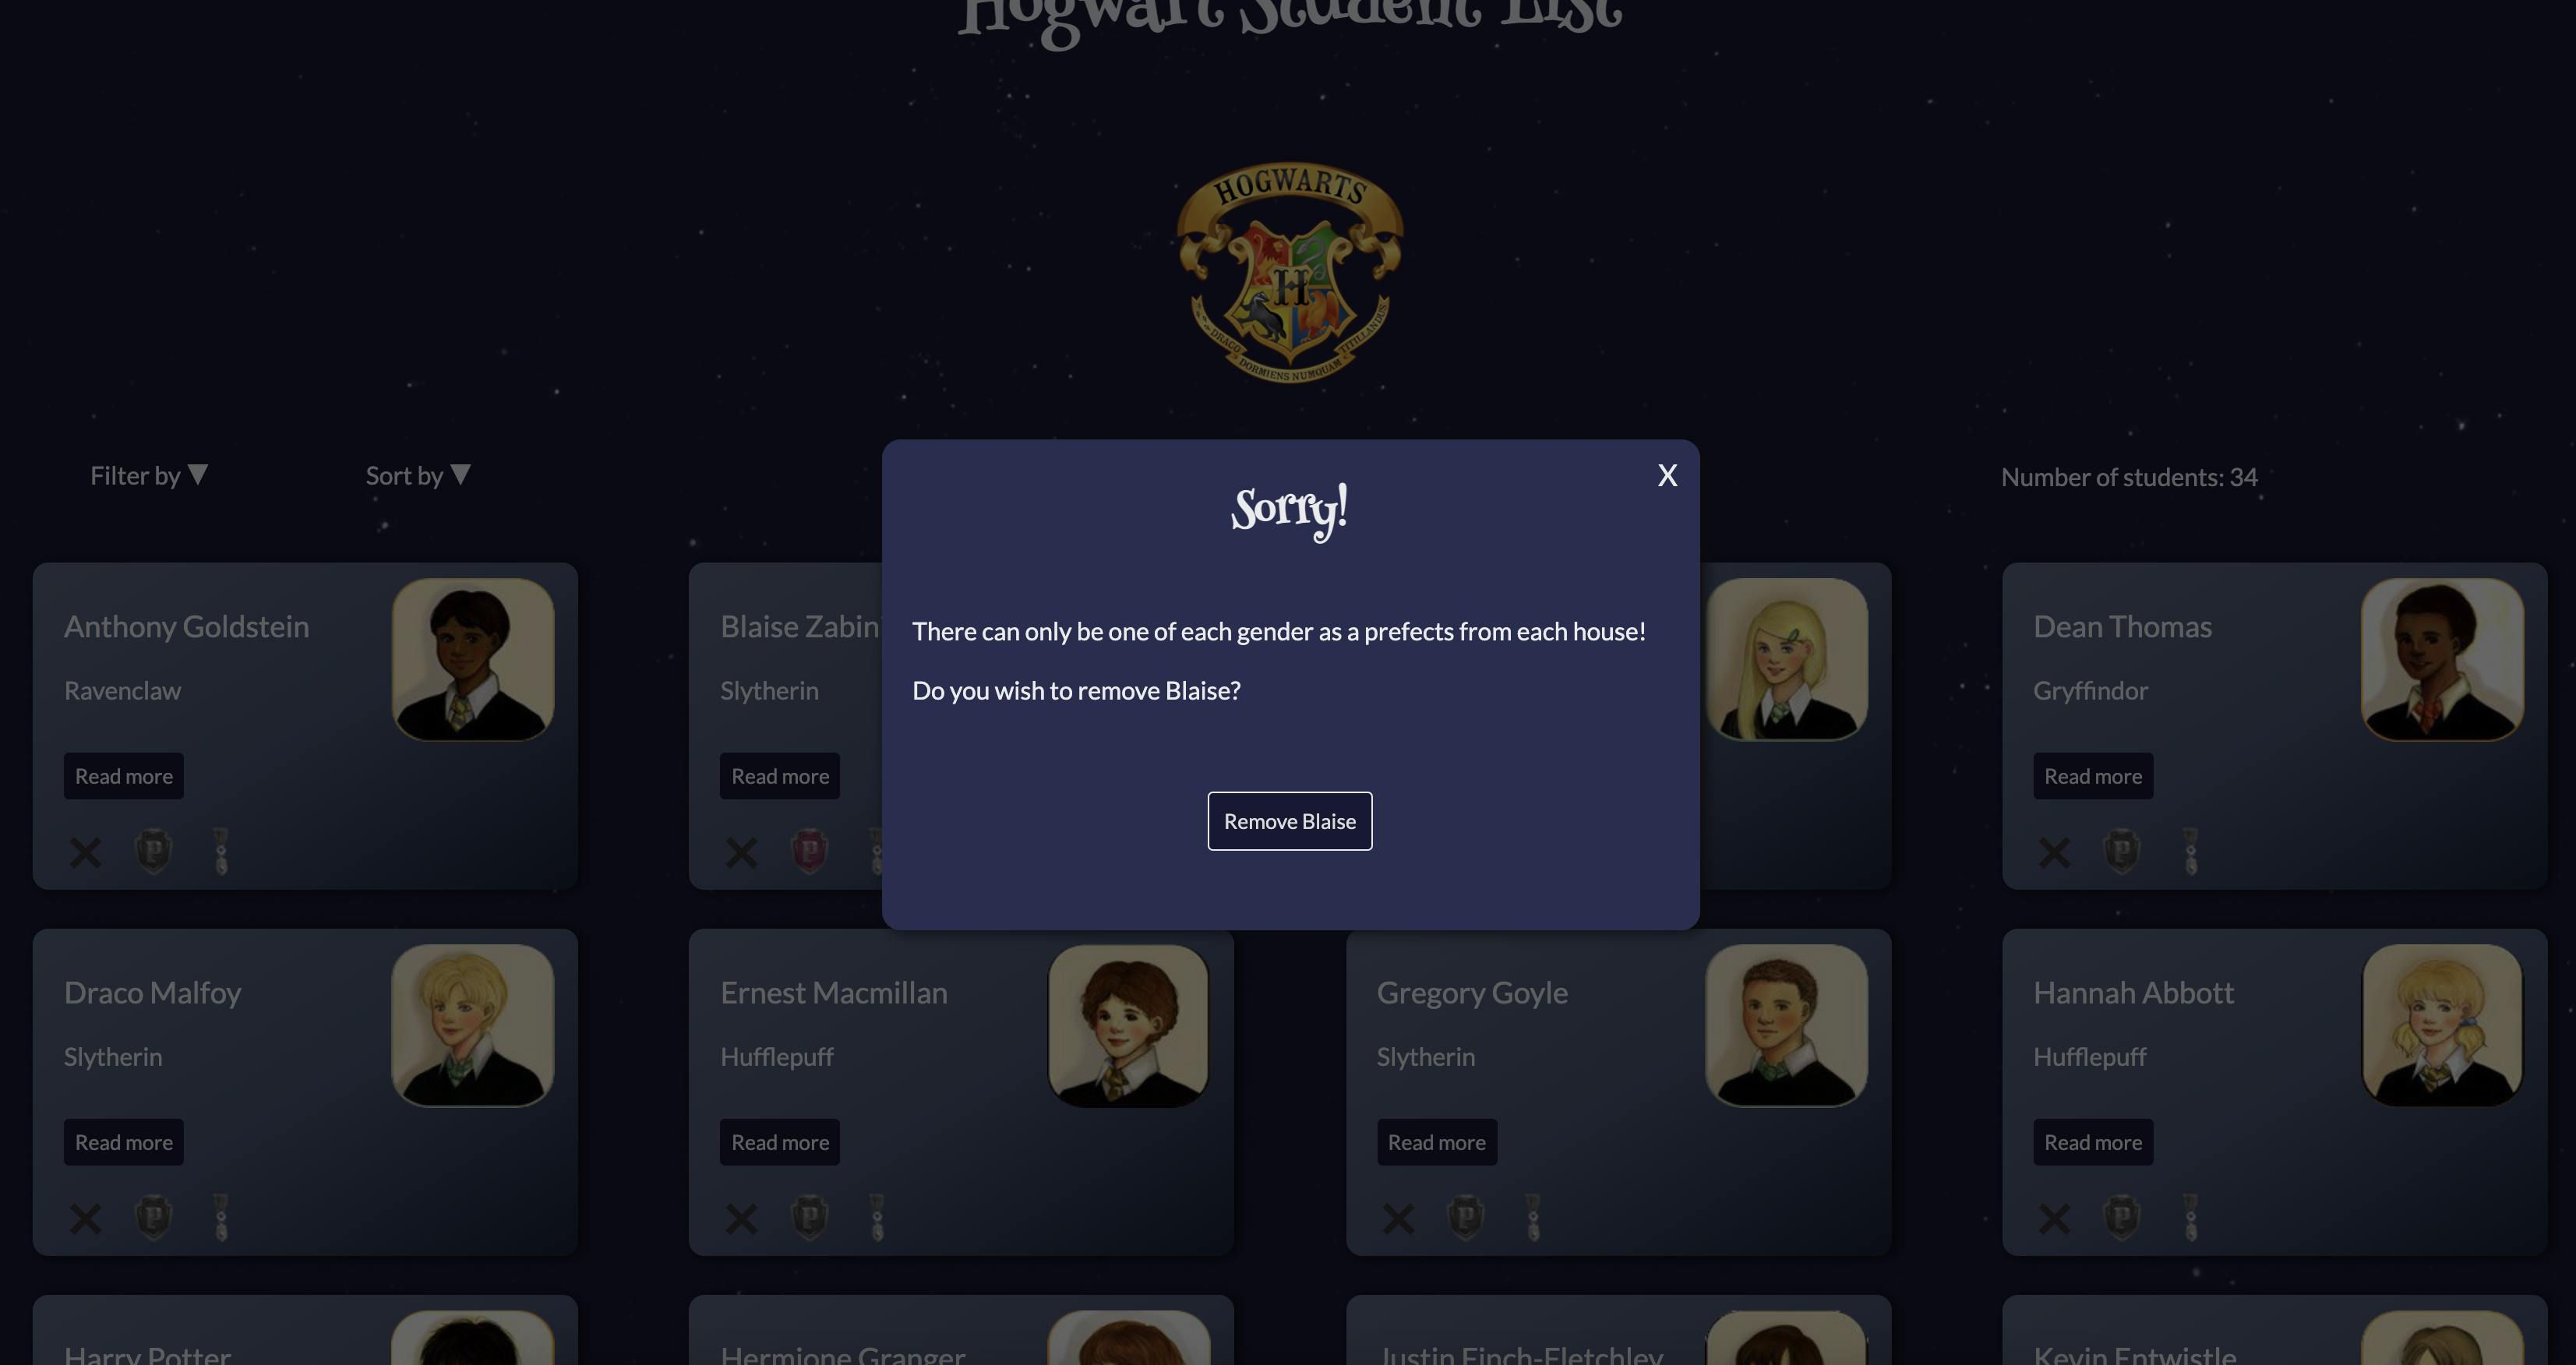 Hogwart Student List
HOGWARTS
H
DRACO DORMIENS NUMQUAM TITILLANDUS
Filter by ▼
Sort by ▼
Number of students: 34
X
Sorry!
There can only be one of each gender as a prefects from each house!
Do you wish to remove Blaise?
Remove Blaise
Anthony Goldstein
Ravenclaw
Read more
P
Blaise Zabin
Slytherin
Read more
P
Dean Thomas
Gryffindor
Read more
P
Draco Malfoy
Slytherin
Read more
P
Ernest Macmillan
Hufflepuff
Read more
P
Gregory Goyle
Slytherin
Read more
P
Hannah Abbott
Hufflepuff
Read more
P
Harry Potter
Hermione Granger
Justin Finch-Fletchley
Kevin Entwistle